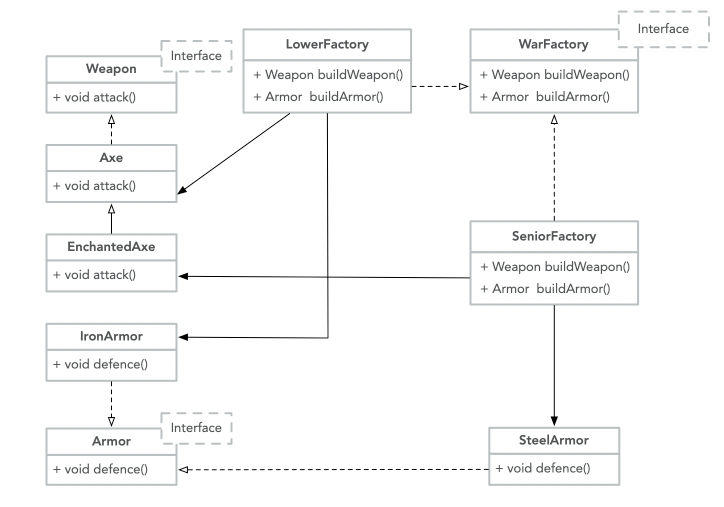 Interface
Weapon
+ void attack()
LowerFactory
+ Weapon buildWeapon()
+ Armor buildArmor()
Interface
WarFactory
+ Weapon buildWeapon()
+ Armor buildArmor()
Axe
+ void attack()
EnchantedAxe
+ void attack()
SeniorFactory
+ Weapon buildWeapon()
+ Armor buildArmor()
IronArmor
+ void defence()
Interface
Armor
+ void defence()
SteelArmor
+ void defence()